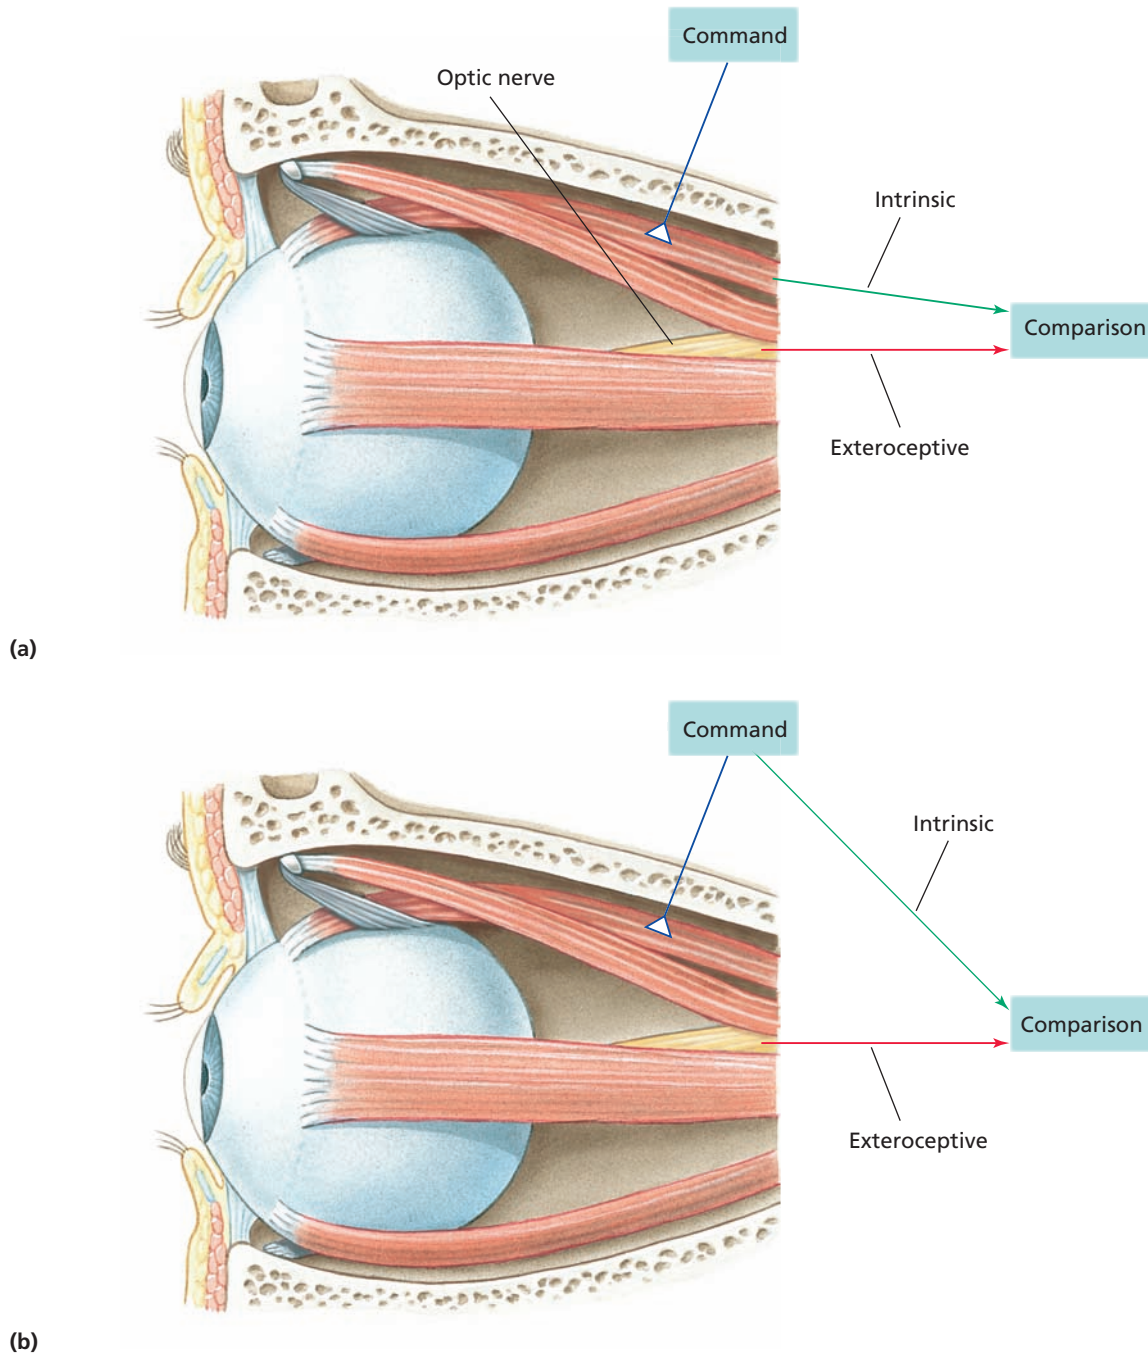 Command
Optic nerve
Intrinsic
Comparison
Exteroceptive
(a)
Command
Intrinsic
Comparison
Exteroceptive
(b)